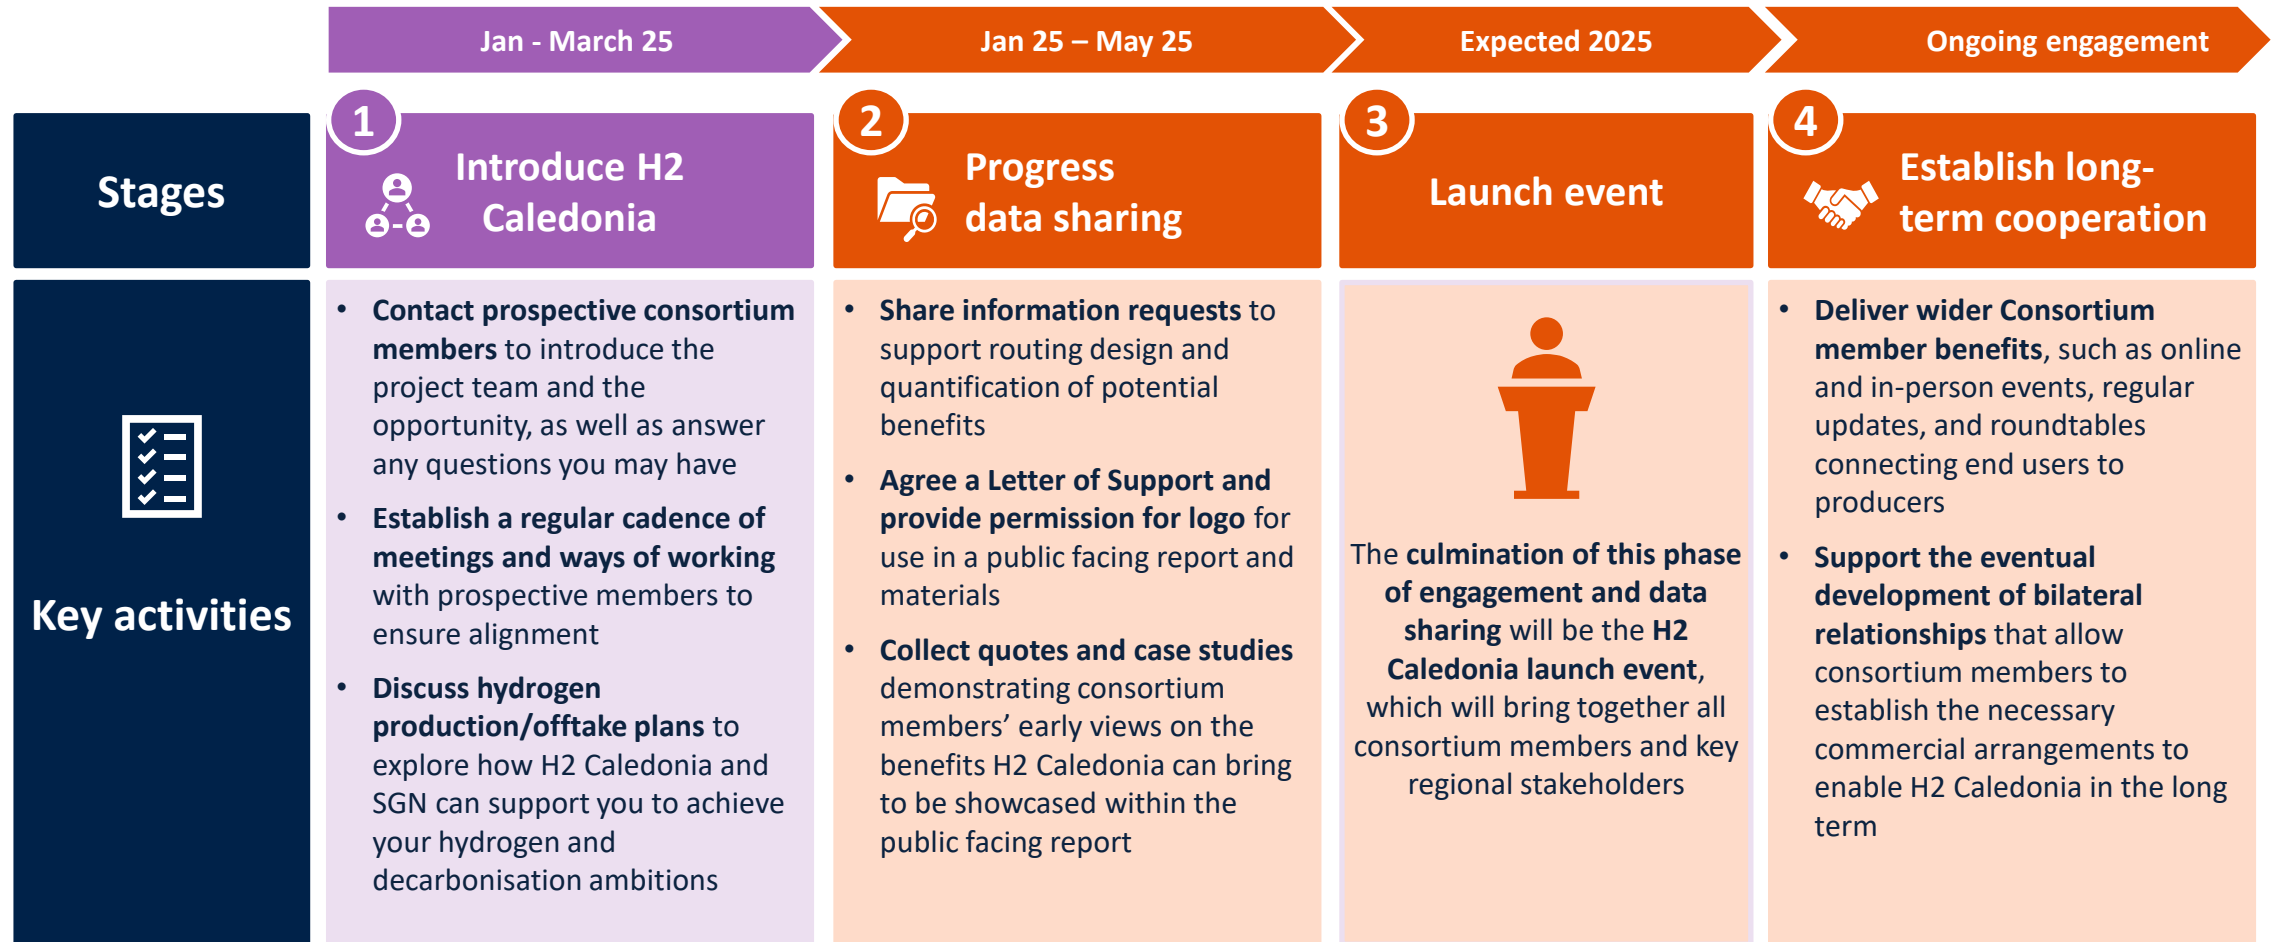 Jan - March 25
Jan 25 – May 25
Expected 2025
Ongoing engagement
Stages
1
Introduce H2
Caledonia
2
Progress
data sharing
3
Launch event
4
Establish long-
term cooperation
Key activities
• Contact prospective consortium
members to introduce the
project team and the
opportunity, as well as answer
any questions you may have
• Establish a regular cadence of
meetings and ways of working
with prospective members to
ensure alignment
• Discuss hydrogen
production/offtake plans to
explore how H2 Caledonia and
SGN can support you to achieve
your hydrogen and
decarbonisation ambitions
• Share information requests to
support routing design and
quantification of potential
benefits
• Agree a Letter of Support and
provide permission for logo for
use in a public facing report and
materials
• Collect quotes and case studies
demonstrating consortium
members’ early views on the
benefits H2 Caledonia can bring
to be showcased within the
public facing report
The culmination of this phase
of engagement and data
sharing will be the H2
Caledonia launch event,
which will bring together all
consortium members and key
regional stakeholders
• Deliver wider Consortium
member benefits, such as online
and in-person events, regular
updates, and roundtables
connecting end users to
producers
• Support the eventual
development of bilateral
relationships that allow
consortium members to
establish the necessary
commercial arrangements to
enable H2 Caledonia in the long
term